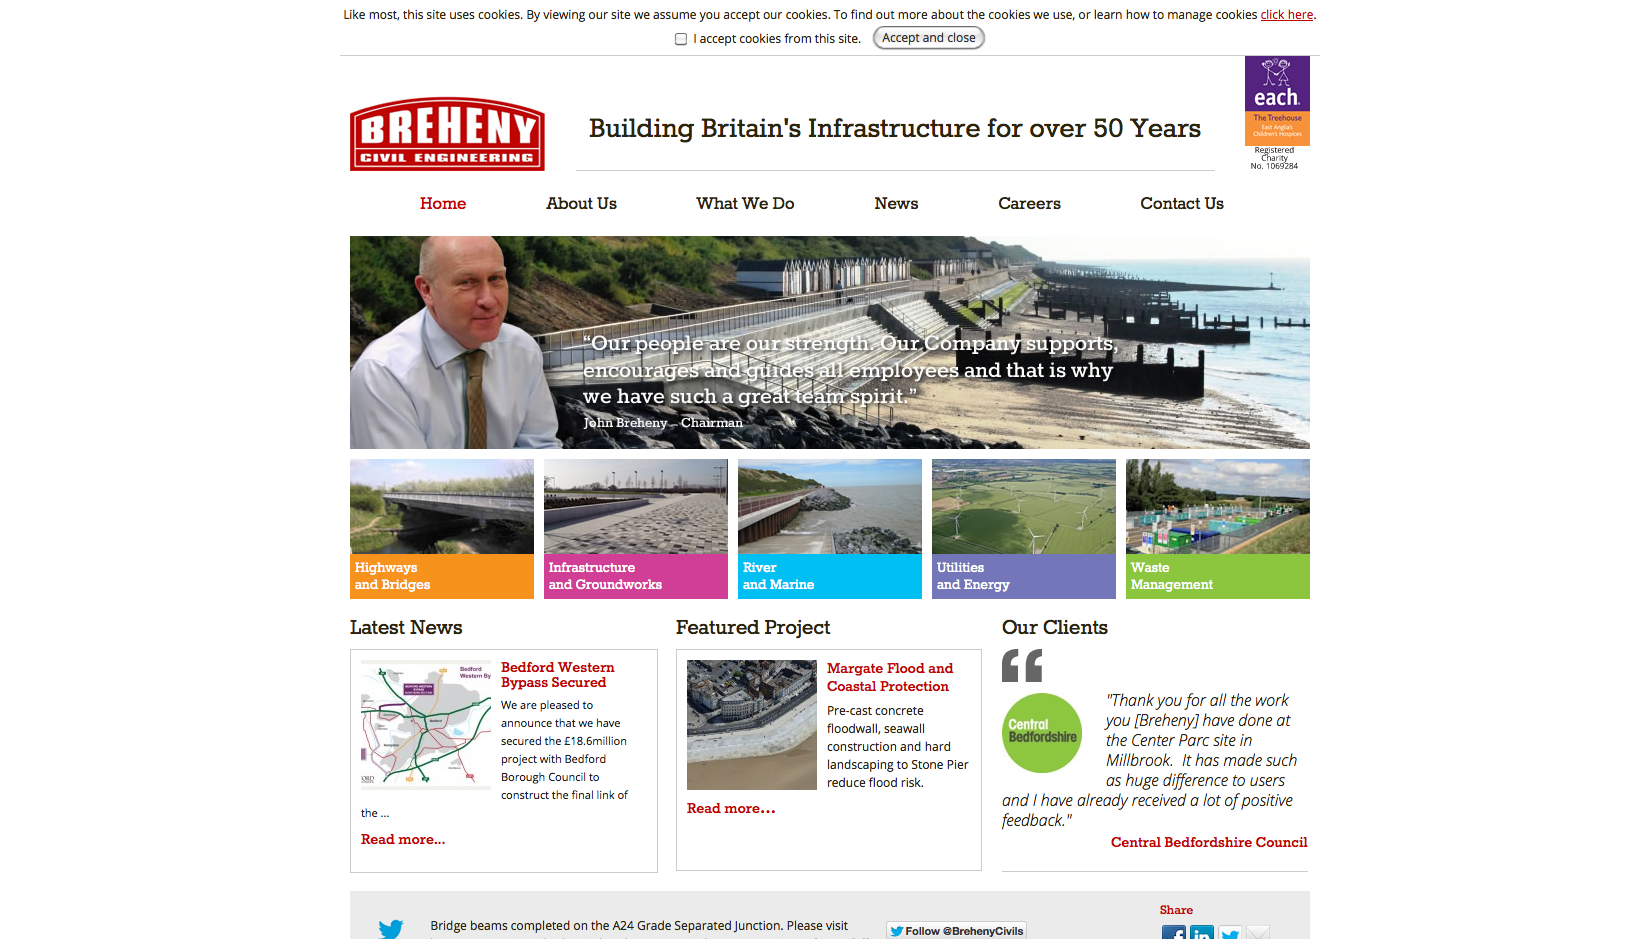 Like most, this site uses cookies. By viewing our site we assume you accept our cookies. To find out more about the cookies we use, or learn how to manage cookies click here.
I accept cookies from this site. Accept and close
BREHENY
CIVIL ENGINEERING
Building Britain's Infrastructure for over 50 Years
each
The Treehouse
East Anglia's
Children's Hospices
Registered
Charity
No. 1069284
Home About Us What We Do News Careers Contact Us
“Our people are our strength. Our Company supports,
encourages and guides all employees and that is why
we have such a great team spirit.”
John Breheny – Chairman
Highways
and Bridges
Infrastructure
and Groundworks
River
and Marine
Utilities
and Energy
Waste
Management
Latest News
Bedford
Western By
Bedford Western
Bypass Secured
We are pleased to
announce that we have
secured the £18.6million
project with Bedford
Borough Council to
construct the final link of
the ...
Read more...
Featured Project
Margate Flood and
Coastal Protection
Pre-cast concrete
floodwall, seawall
construction and hard
landscaping to Stone Pier
reduce flood risk.
Read more...
Our Clients
Central
Bedfordshire
"Thank you for all the work
you [Breheny] have done at
the Center Parc site in
Millbrook. It has made such
as huge difference to users
and I have already received a lot of positive
feedback."
Central Bedfordshire Council
Bridge beams completed on the A24 Grade Separated Junction. Please visit
Follow @BrehenyCivils
Share